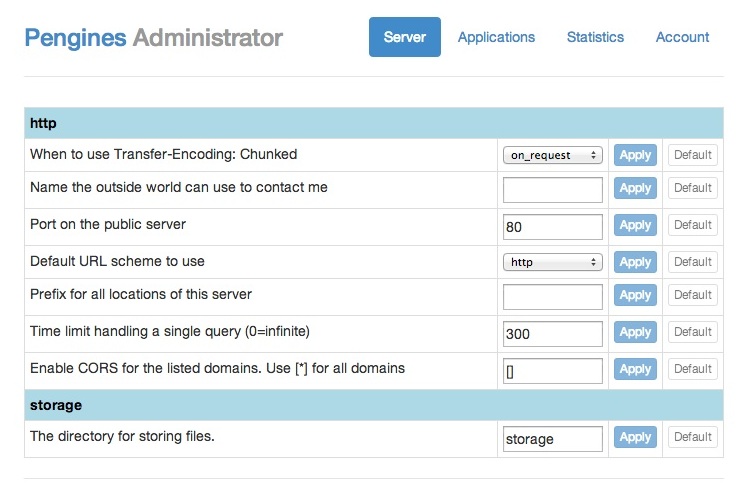 Pengines Administrator Server Applications Statistics Account
http
When to use Transfer-Encoding: Chunked on_request Apply Default
Name the outside world can use to contact me Apply Default
Port on the public server 80 Apply Default
Default URL scheme to use http Apply Default
Prefix for all locations of this server Apply Default
Time limit handling a single query (0=infinite) 300 Apply Default
Enable CORS for the listed domains. Use [*] for all domains [] Apply Default
storage
The directory for storing files. storage Apply Default